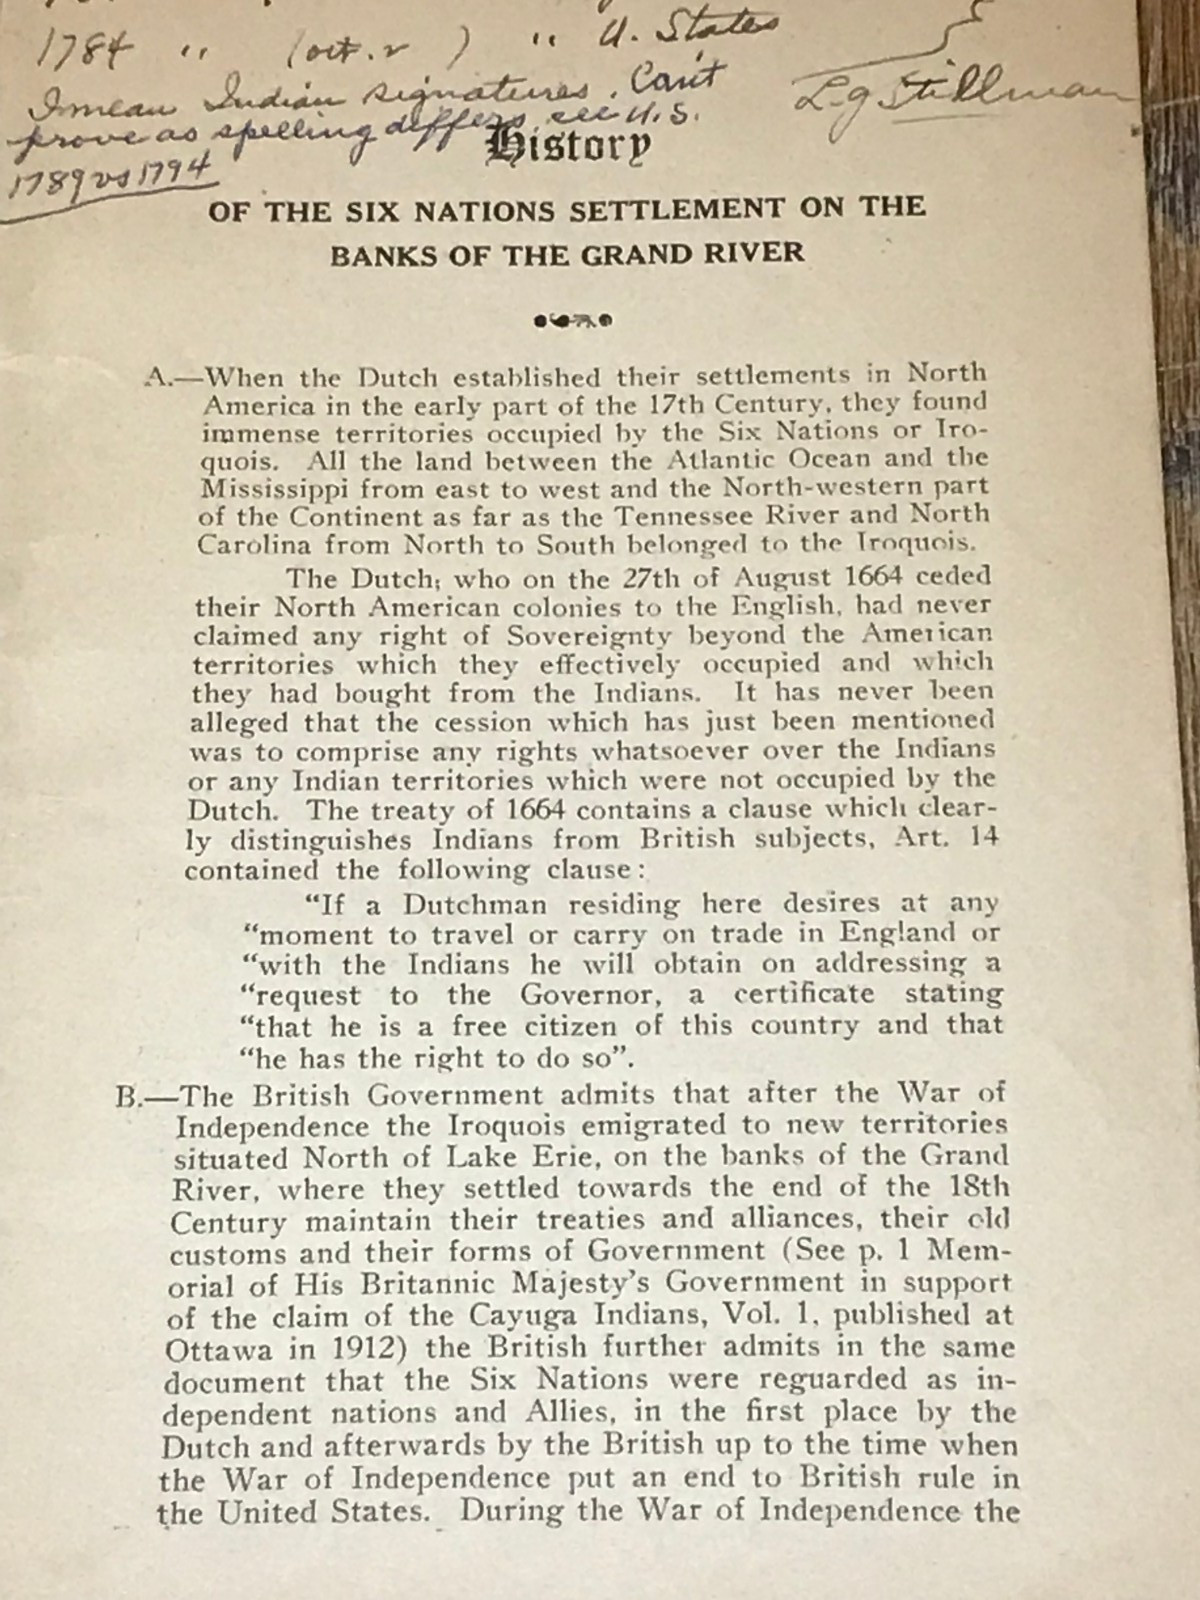 1784 " (Oct. 2 ) " U. States
I mean Indian signatures. Can't
prove as spelling differs see U.S.
1789 vs 1794
L.G. Stillman
History
OF THE SIX NATIONS SETTLEMENT ON THE
BANKS OF THE GRAND RIVER
A.—When the Dutch established their settlements in North
America in the early part of the 17th Century, they found
immense territories occupied by the Six Nations or Iro-
quois. All the land between the Atlantic Ocean and the
Mississippi from east to west and the North-western part
of the Continent as far as the Tennessee River and North
Carolina from North to South belonged to the Iroquois.
The Dutch; who on the 27th of August 1664 ceded
their North American colonies to the English, had never
claimed any right of Sovereignty beyond the American
territories which they effectively occupied and which
they had bought from the Indians. It has never been
alleged that the cession which has just been mentioned
was to comprise any rights whatsoever over the Indians
or any Indian territories which were not occupied by the
Dutch. The treaty of 1664 contains a clause which clear-
ly distinguishes Indians from British subjects, Art. 14
contained the following clause:
"If a Dutchman residing here desires at any
"moment to travel or carry on trade in England or
"with the Indians he will obtain on addressing a
"request to the Governor, a certificate stating
"that he is a free citizen of this country and that
"he has the right to do so".
B.—The British Government admits that after the War of
Independence the Iroquois emigrated to new territories
situated North of Lake Erie, on the banks of the Grand
River, where they settled towards the end of the 18th
Century maintain their treaties and alliances, their old
customs and their forms of Government (See p. 1 Mem-
orial of His Britannic Majesty's Government in support
of the claim of the Cayuga Indians, Vol. 1, published at
Ottawa in 1912) the British further admits in the same
document that the Six Nations were reguarded as in-
dependent nations and Allies, in the first place by the
Dutch and afterwards by the British up to the time when
the War of Independence put an end to British rule in
the United States. During the War of Independence the